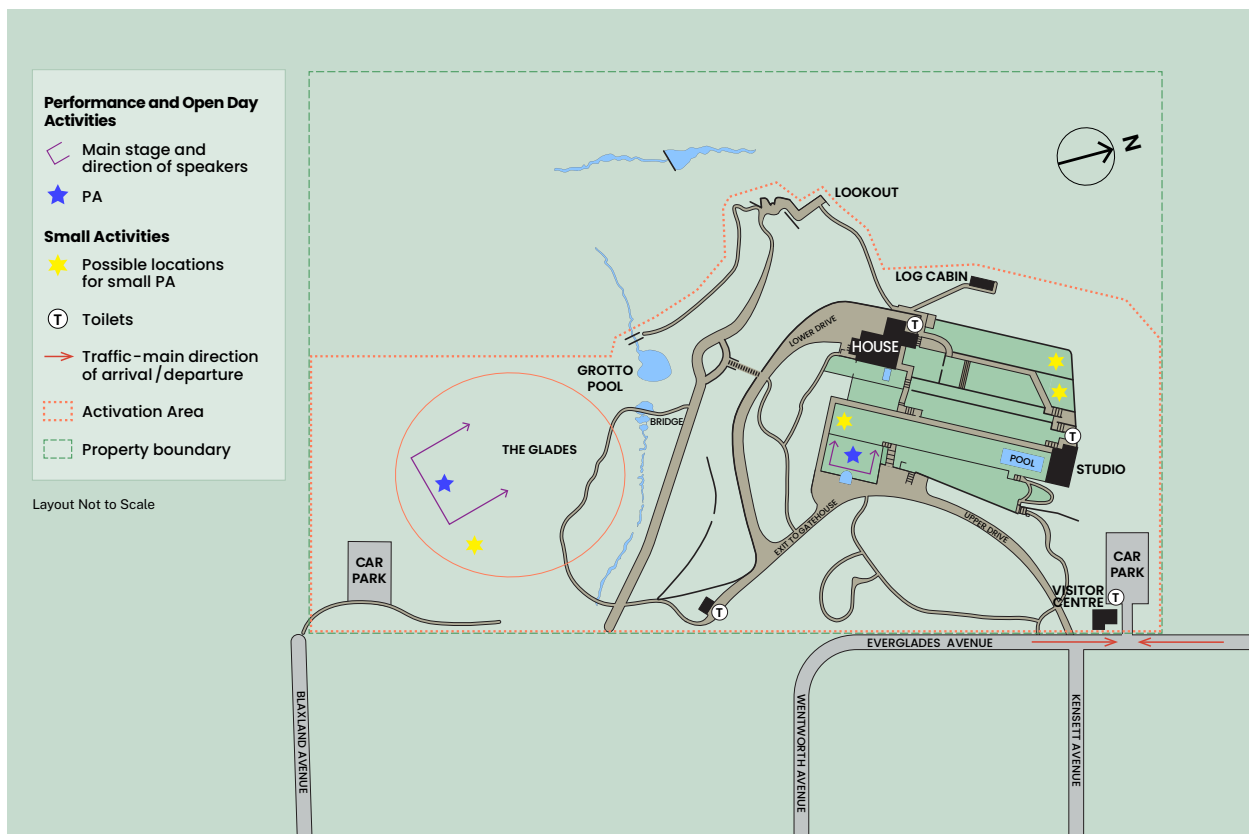 Performance and Open Day
Activities
Main stage and
direction of speakers
PA
Small Activities
Possible locations
for small PA
T
Toilets
Traffic-main direction
of arrival/departure
Activation Area
Property boundary
Layout Not to Scale
N
LOOKOUT
LOG CABIN
T
LOWER DRIVE
HOUSE
GROTTO
POOL
BRIDGE
THE GLADES
T
POOL
STUDIO
EXIT TO GATEHOUSE
UPPER DRIVE
CAR
PARK
CAR
PARK
VISITOR
CENTRE
T
T
EVERGLADES AVENUE
BLAXLAND AVENUE
WENTWORTH AVENUE
KENSETT AVENUE